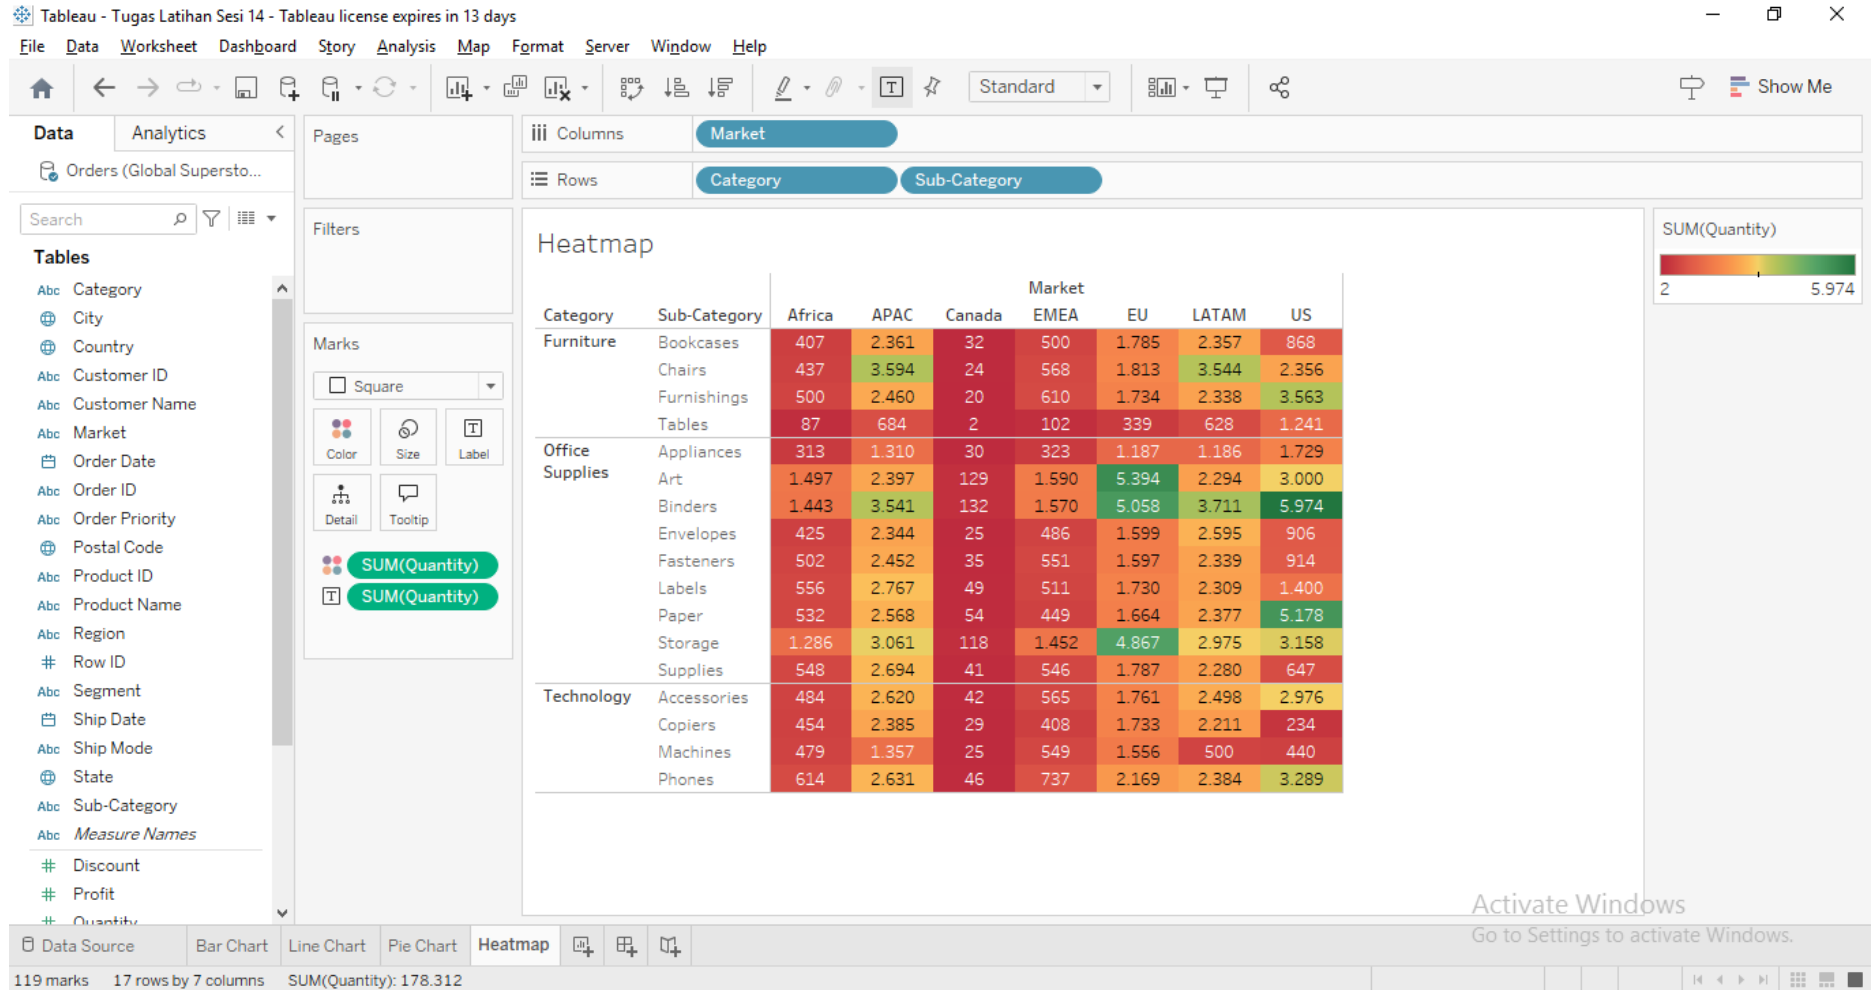 Tableau - Tugas Latihan Sesi 14 - Tableau license expires in 13 days
File Data Worksheet Dashboard Story Analysis Map Format Server Window Help
Standard
Show Me
Data Analytics
Orders (Global Supersto...
Search
Tables
Abc Category
City
Country
Abc Customer ID
Abc Customer Name
Abc Market
Order Date
Abc Order ID
Abc Order Priority
Postal Code
Abc Product ID
Abc Product Name
Abc Region
# Row ID
Abc Segment
Ship Date
Abc Ship Mode
State
Abc Sub-Category
Abc Measure Names
# Discount
# Profit
# Quantity
Pages
Filters
Marks
Square
Color Size T Label
Detail Tooltip
SUM(Quantity)
T SUM(Quantity)
Columns Market
Rows Category Sub-Category
Heatmap
Market
Category Sub-Category Africa APAC Canada EMEA EU LATAM US
Furniture Bookcases 407 2.361 32 500 1.785 2.357 868
Chairs 437 3.594 24 568 1.813 3.544 2.356
Furnishings 500 2.460 20 610 1.734 2.338 3.563
Tables 87 684 2 102 339 628 1.241
Office Supplies Appliances 313 1.310 30 323 1.187 1.186 1.729
Art 1.497 2.397 129 1.590 5.394 2.294 3.000
Binders 1.443 3.541 132 1.570 5.058 3.711 5.974
Envelopes 425 2.344 25 486 1.599 2.595 906
Fasteners 502 2.452 35 551 1.597 2.339 914
Labels 556 2.767 49 511 1.730 2.309 1.400
Paper 532 2.568 54 449 1.664 2.377 5.178
Storage 1.286 3.061 118 1.452 4.867 2.975 3.158
Supplies 548 2.694 41 546 1.787 2.280 647
Technology Accessories 484 2.620 42 565 1.761 2.498 2.976
Copiers 454 2.385 29 408 1.733 2.211 234
Machines 479 1.357 25 549 1.556 500 440
Phones 614 2.631 46 737 2.169 2.384 3.289
SUM(Quantity)
2 5.974
Activate Windows
Go to Settings to activate Windows.
Data Source Bar Chart Line Chart Pie Chart Heatmap
119 marks 17 rows by 7 columns SUM(Quantity): 178.312